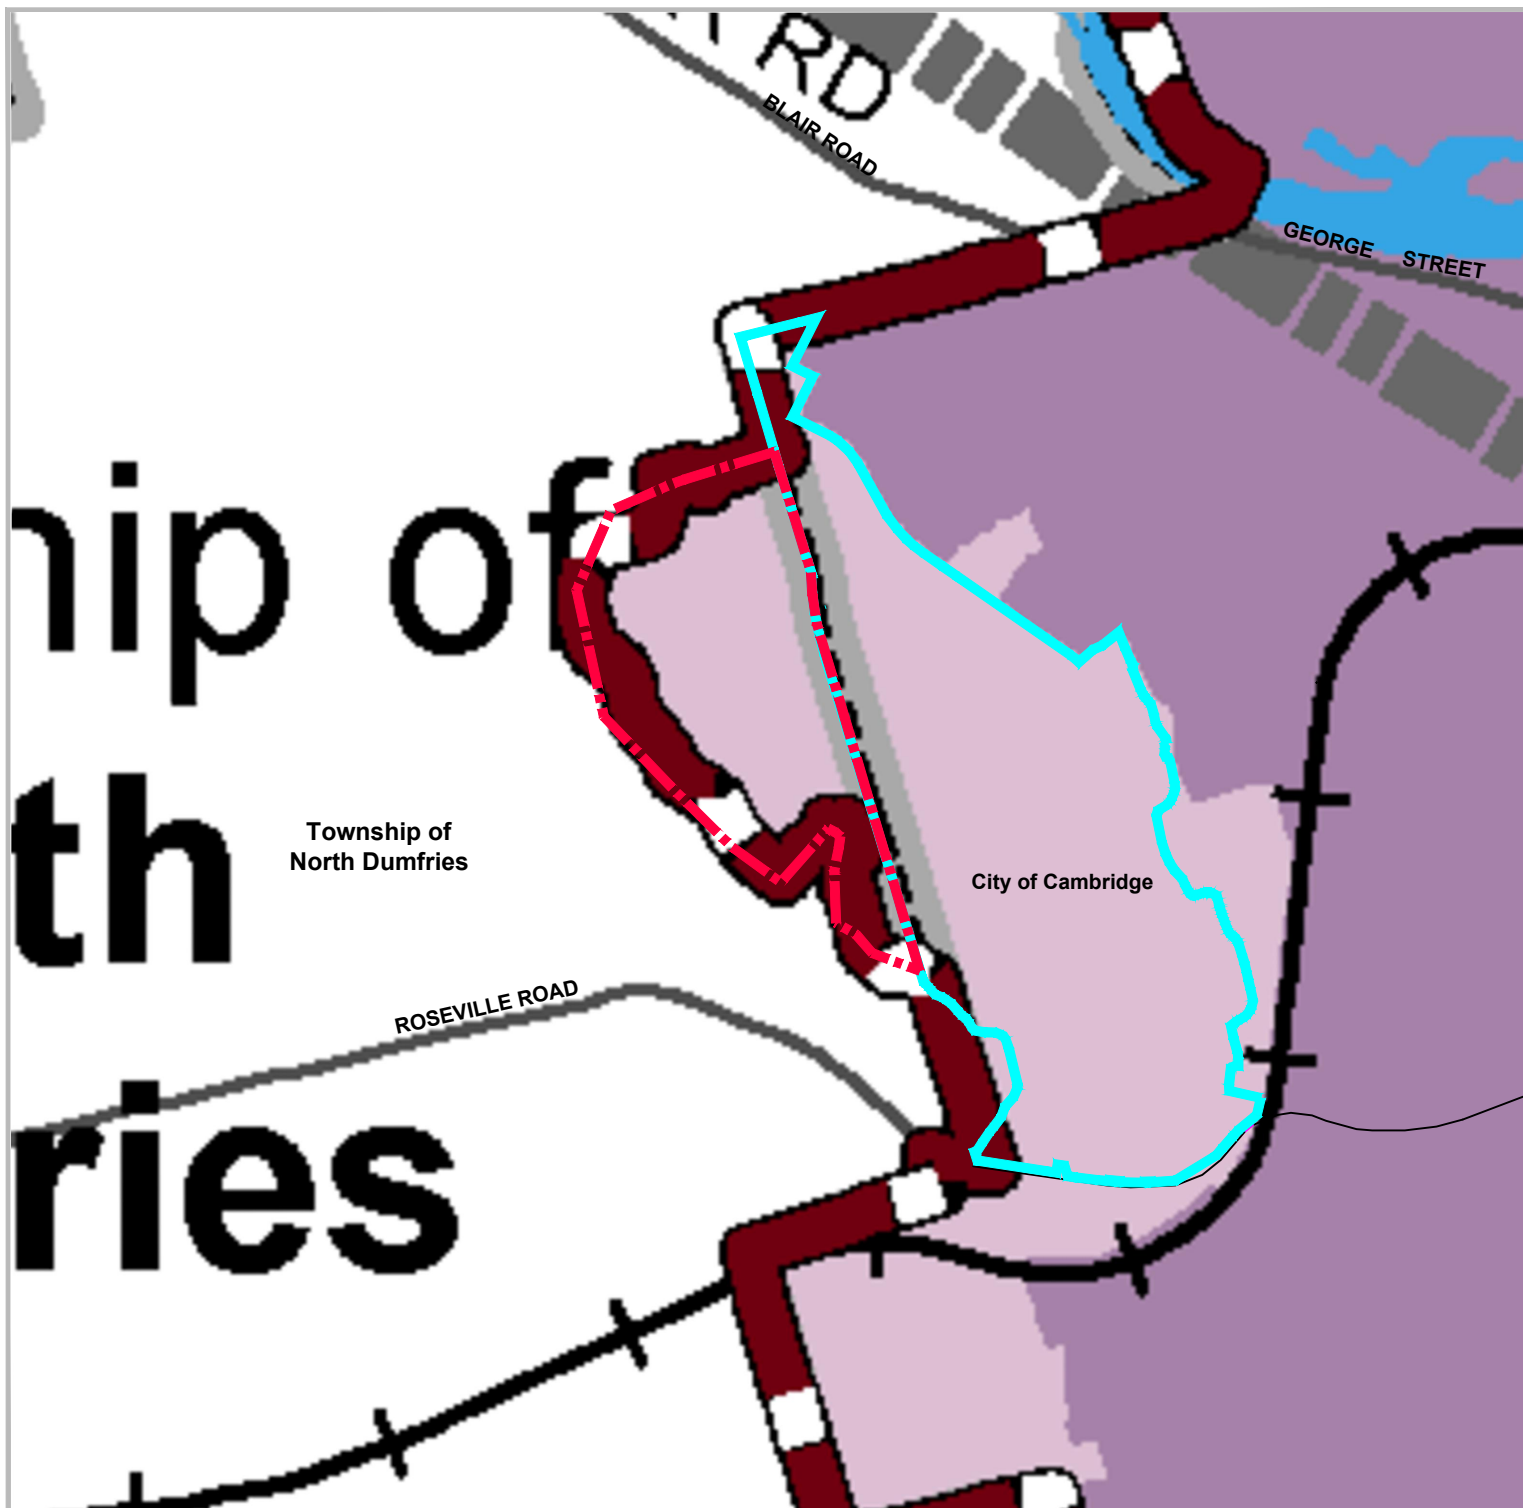 RD
BLAIR ROAD
GEORGE STREET
hip of
th
Township of
North Dumfries
City of Cambridge
ROSEVILLE ROAD
ries